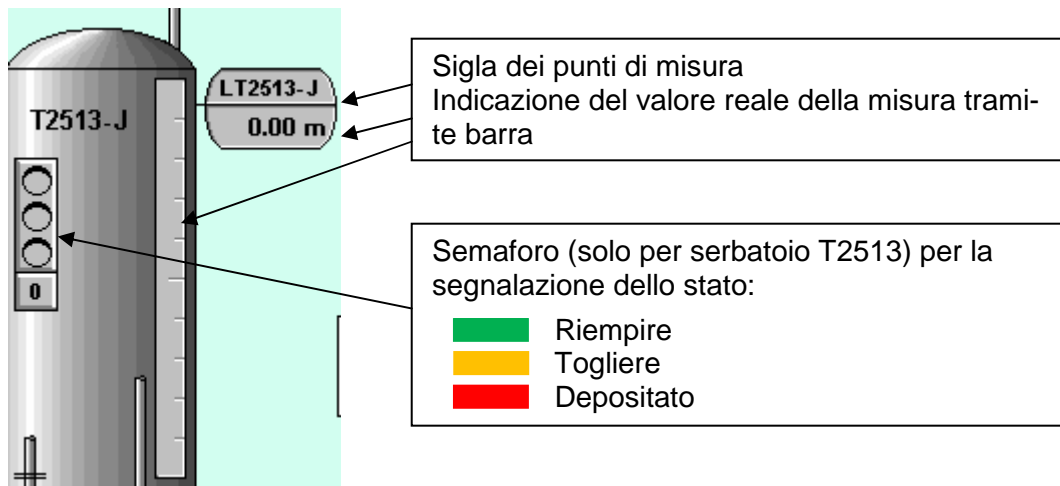 LT2513-J
0.00 m
T2513-J
0
Sigla dei punti di misura
Indicazione del valore reale della misura trami-
te barra
Semaforo (solo per serbatoio T2513) per la
segnalazione dello stato:
Riempire
Togliere
Depositato